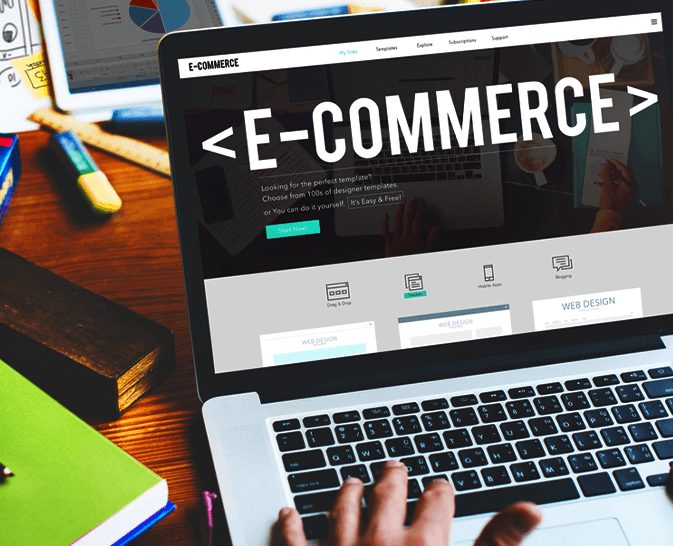 E-COMMERCE
My Sites Templates Explore Subscriptions Support
< E-COMMERCE >
Looking for the perfect template?
Choose from 100s of designer templates.
or You can do it yourself. It's Easy & Free!
Start Now!
Drag & Drop Mobile Apps Blogging
WEB DESIGN WEB DESIGN WEB DESIGN